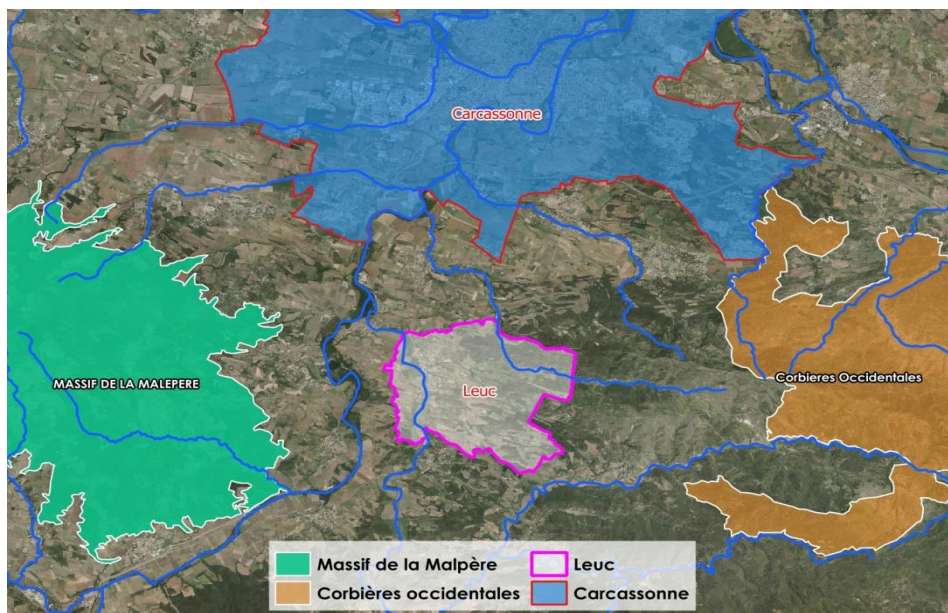 Carcassonne
MASSIF DE LA MALEPERE
Leuc
Corbieres Occidentales
Massif de la Malpère
Leuc
Corbières occidentales
Carcassonne